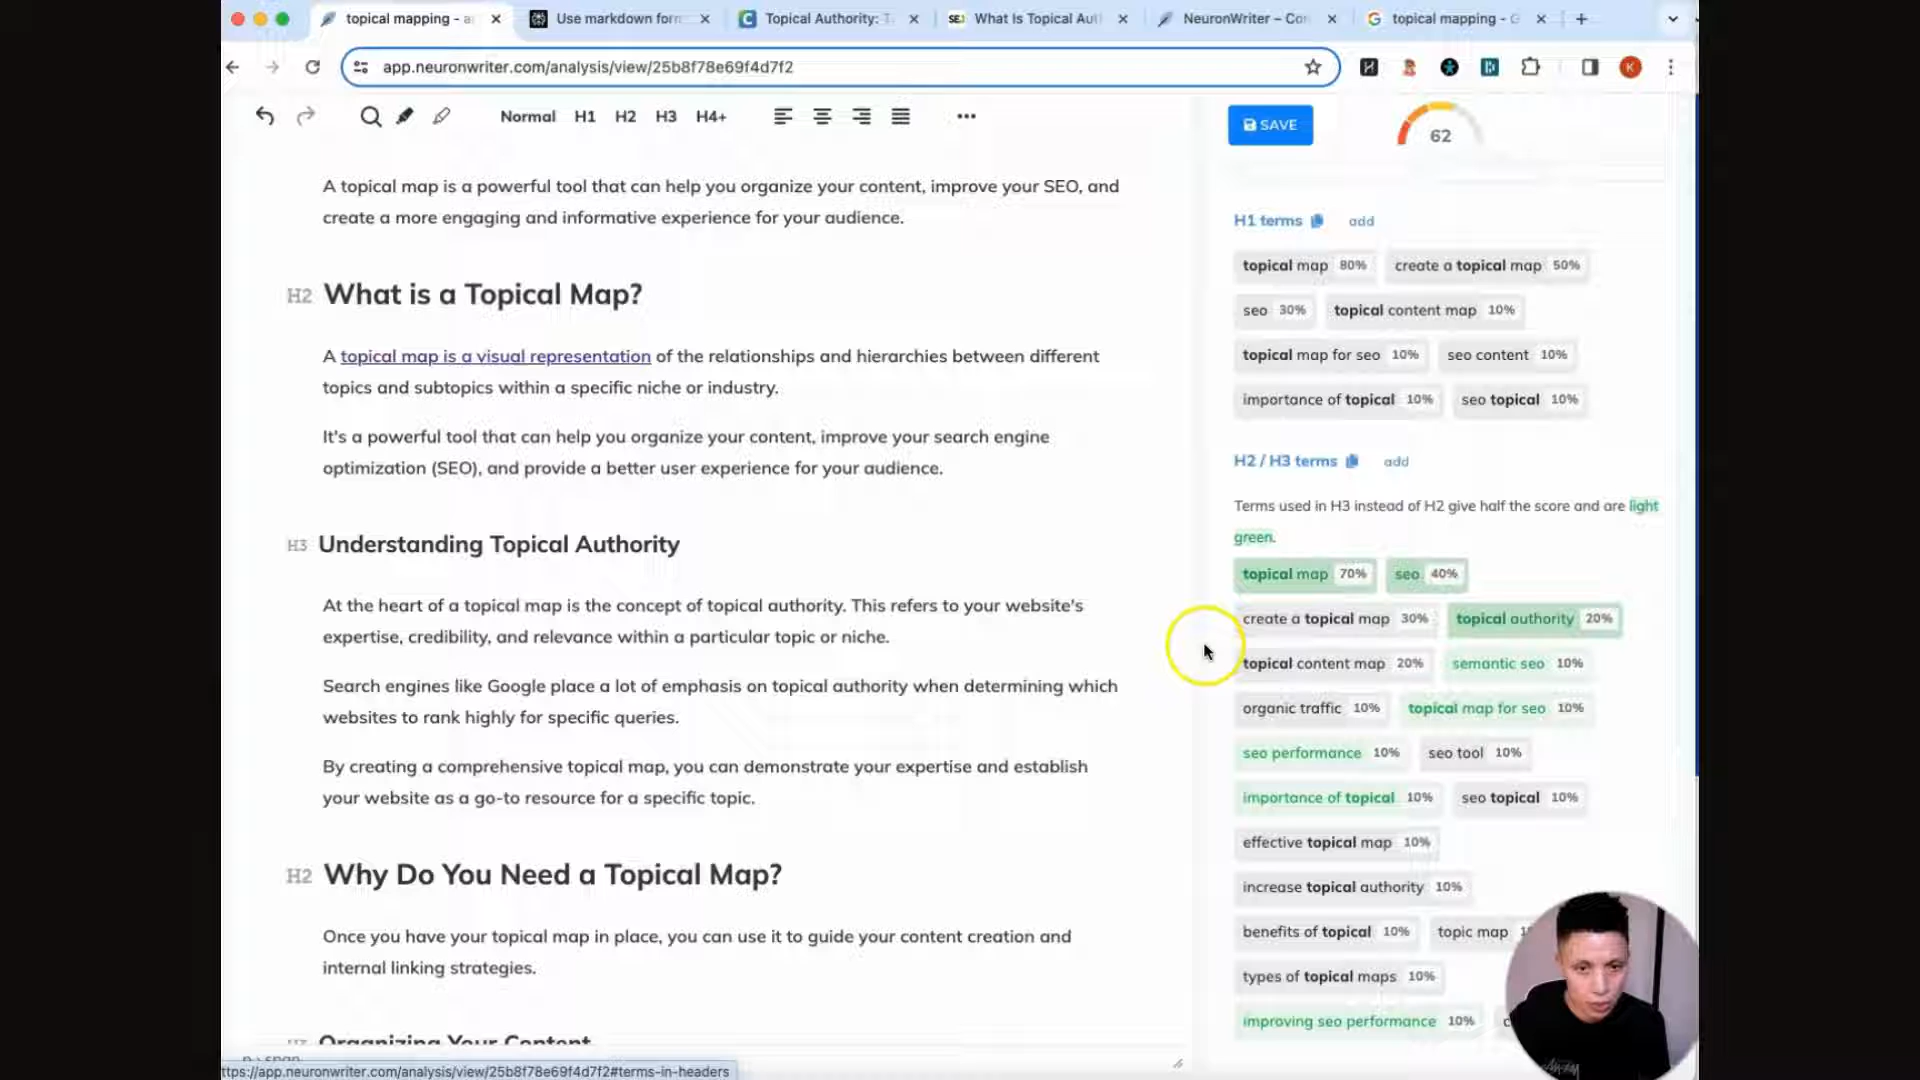 topical mapping - a
Use markdown for
Topical Authority: T
SEJ What Is Topical Aut
NeuronWriter – Co
topical mapping - G
app.neuronwriter.com/analysis/view/25b8f78e69f4d7f2
K
Normal H1 H2 H3 H4+
SAVE
62
A topical map is a powerful tool that can help you organize your content, improve your SEO, and
create a more engaging and informative experience for your audience.
H2 What is a Topical Map?
A topical map is a visual representation of the relationships and hierarchies between different
topics and subtopics within a specific niche or industry.
It's a powerful tool that can help you organize your content, improve your search engine
optimization (SEO), and provide a better user experience for your audience.
H3 Understanding Topical Authority
At the heart of a topical map is the concept of topical authority. This refers to your website's
expertise, credibility, and relevance within a particular topic or niche.
Search engines like Google place a lot of emphasis on topical authority when determining which
websites to rank highly for specific queries.
By creating a comprehensive topical map, you can demonstrate your expertise and establish
your website as a go-to resource for a specific topic.
H2 Why Do You Need a Topical Map?
Once you have your topical map in place, you can use it to guide your content creation and
internal linking strategies.
H3 Organizing Your Content
p › span
ttps://app.neuronwriter.com/analysis/view/25b8f78e69f4d7f2#terms-in-headers
H1 terms add
topical map 80% create a topical map 50%
seo 30% topical content map 10%
topical map for seo 10% seo content 10%
importance of topical 10% seo topical 10%
H2 / H3 terms add
Terms used in H3 instead of H2 give half the score and are light
green.
topical map 70% seo 40%
create a topical map 30% topical authority 20%
topical content map 20% semantic seo 10%
organic traffic 10% topical map for seo 10%
seo performance 10% seo tool 10%
importance of topical 10% seo topical 10%
effective topical map 10%
increase topical authority 10%
benefits of topical 10% topic map
types of topical maps 10%
improving seo performance 10%